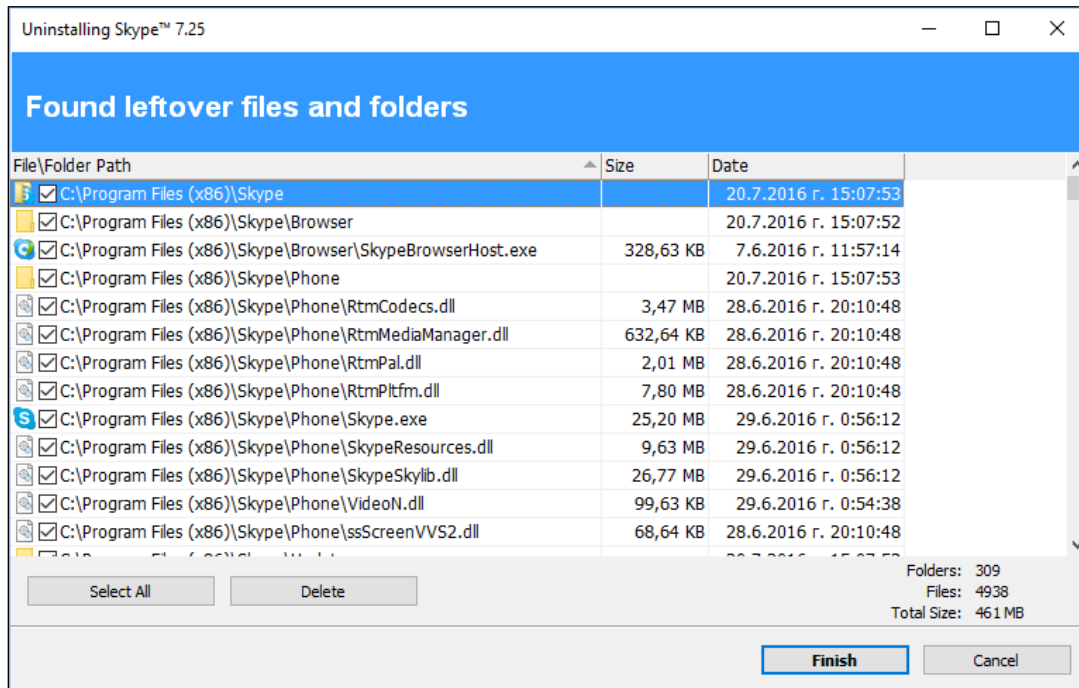 Uninstalling Skype™ 7.25
Found leftover files and folders
File\Folder Path Size Date
C:\Program Files (x86)\Skype 20.7.2016 г. 15:07:53
C:\Program Files (x86)\Skype\Browser 20.7.2016 г. 15:07:52
C:\Program Files (x86)\Skype\Browser\SkypeBrowserHost.exe 328,63 KB 7.6.2016 г. 11:57:14
C:\Program Files (x86)\Skype\Phone 20.7.2016 г. 15:07:53
C:\Program Files (x86)\Skype\Phone\RtmCodecs.dll 3,47 MB 28.6.2016 г. 20:10:48
C:\Program Files (x86)\Skype\Phone\RtmMediaManager.dll 632,64 KB 28.6.2016 г. 20:10:48
C:\Program Files (x86)\Skype\Phone\RtmPal.dll 2,01 MB 28.6.2016 г. 20:10:48
C:\Program Files (x86)\Skype\Phone\RtmPltfm.dll 7,80 MB 28.6.2016 г. 20:10:48
C:\Program Files (x86)\Skype\Phone\Skype.exe 25,20 MB 29.6.2016 г. 0:56:12
C:\Program Files (x86)\Skype\Phone\SkypeResources.dll 9,63 MB 29.6.2016 г. 0:56:12
C:\Program Files (x86)\Skype\Phone\SkypeSkylib.dll 26,77 MB 29.6.2016 г. 0:56:12
C:\Program Files (x86)\Skype\Phone\VideoN.dll 99,63 KB 29.6.2016 г. 0:54:38
C:\Program Files (x86)\Skype\Phone\ssScreenVVS2.dll 68,64 KB 28.6.2016 г. 20:10:48
Select All Delete
Folders: 309
Files: 4938
Total Size: 461 MB
Finish Cancel